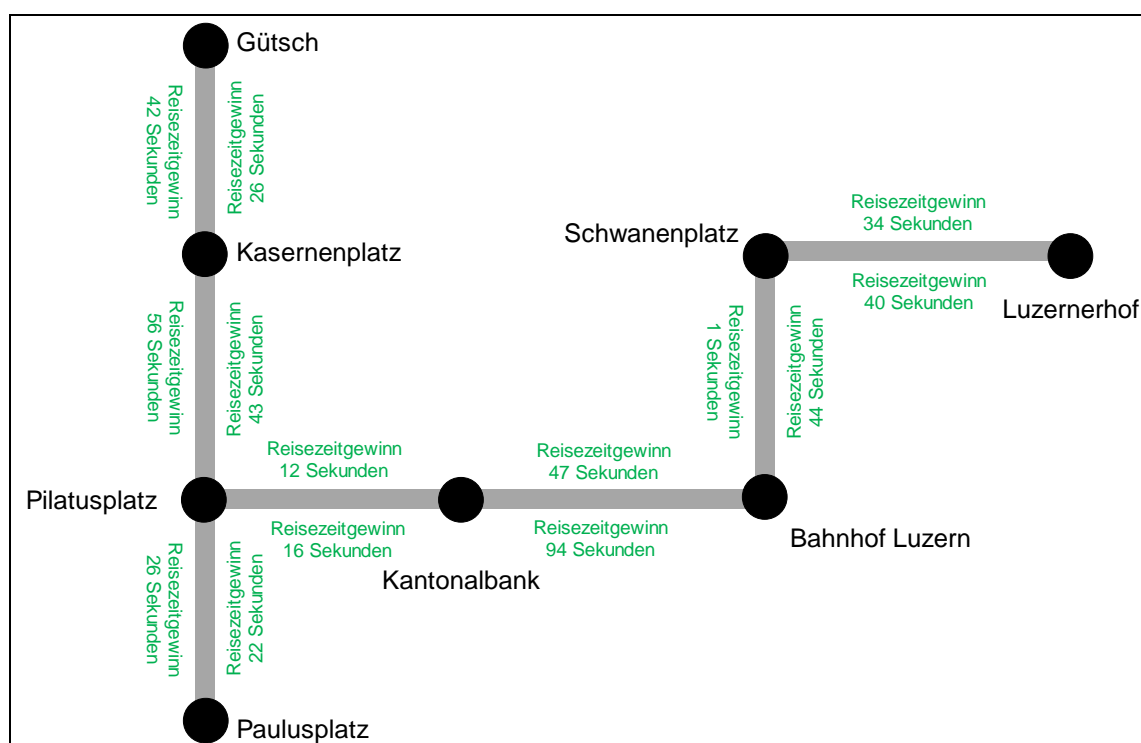 Gütsch
Reisezeitgewinn
42 Sekunden
Reisezeitgewinn
26 Sekunden
Kasernenplatz
Schwanenplatz
Reisezeitgewinn
34 Sekunden
Reisezeitgewinn
40 Sekunden
Luzernerhof
Reisezeitgewinn
56 Sekunden
Reisezeitgewinn
43 Sekunden
Reisezeitgewinn
1 Sekunden
Reisezeitgewinn
44 Sekunden
Pilatusplatz
Reisezeitgewinn
12 Sekunden
Reisezeitgewinn
16 Sekunden
Kantonalbank
Reisezeitgewinn
47 Sekunden
Reisezeitgewinn
94 Sekunden
Bahnhof Luzern
Reisezeitgewinn
26 Sekunden
Reisezeitgewinn
22 Sekunden
Paulusplatz